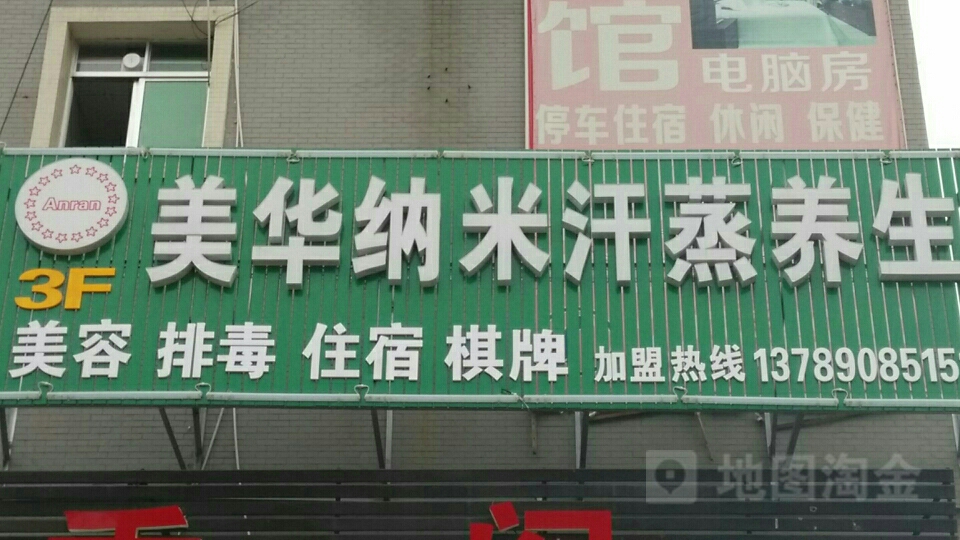 馆 电脑房
停车住宿 休闲 保健
Anran
美华纳米汗蒸养生
3F
美容 排毒 住宿 棋牌 加盟热线 1378908515
地图淘金